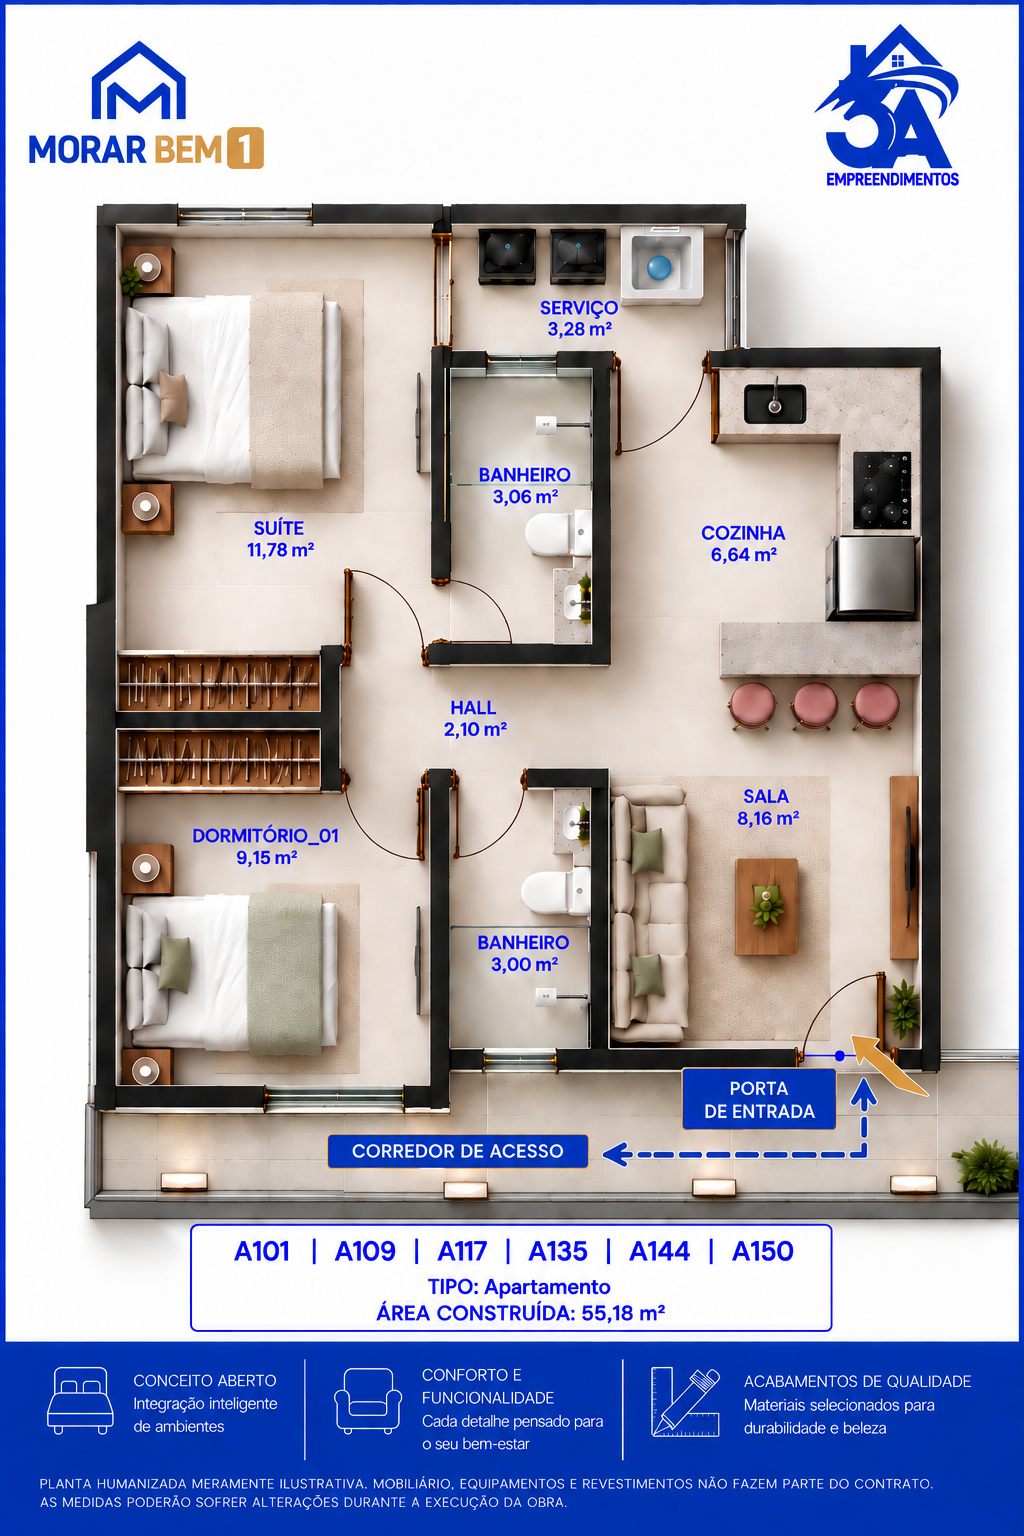 MORAR BEM 1
3A
EMPREENDIMENTOS
SERVIÇO
3,28 m²
BANHEIRO
3,06 m²
SUÍTE
11,78 m²
COZINHA
6,64 m²
HALL
2,10 m²
SALA
8,16 m²
DORMITÓRIO_01
9,15 m²
BANHEIRO
3,00 m²
PORTA
DE ENTRADA
CORREDOR DE ACESSO
A101 | A109 | A117 | A135 | A144 | A150
TIPO: Apartamento
ÁREA CONSTRUÍDA: 55,18 m²
CONCEITO ABERTO
Integração inteligente
de ambientes
CONFORTO E
FUNCIONALIDADE
Cada detalhe pensado para
o seu bem-estar
ACABAMENTOS DE QUALIDADE
Materiais selecionados para
durabilidade e beleza
PLANTA HUMANIZADA MERAMENTE ILUSTRATIVA. MOBILIÁRIO, EQUIPAMENTOS E REVESTIMENTOS NÃO FAZEM PARTE DO CONTRATO.
AS MEDIDAS PODERÃO SOFRER ALTERAÇÕES DURANTE A EXECUÇÃO DA OBRA.